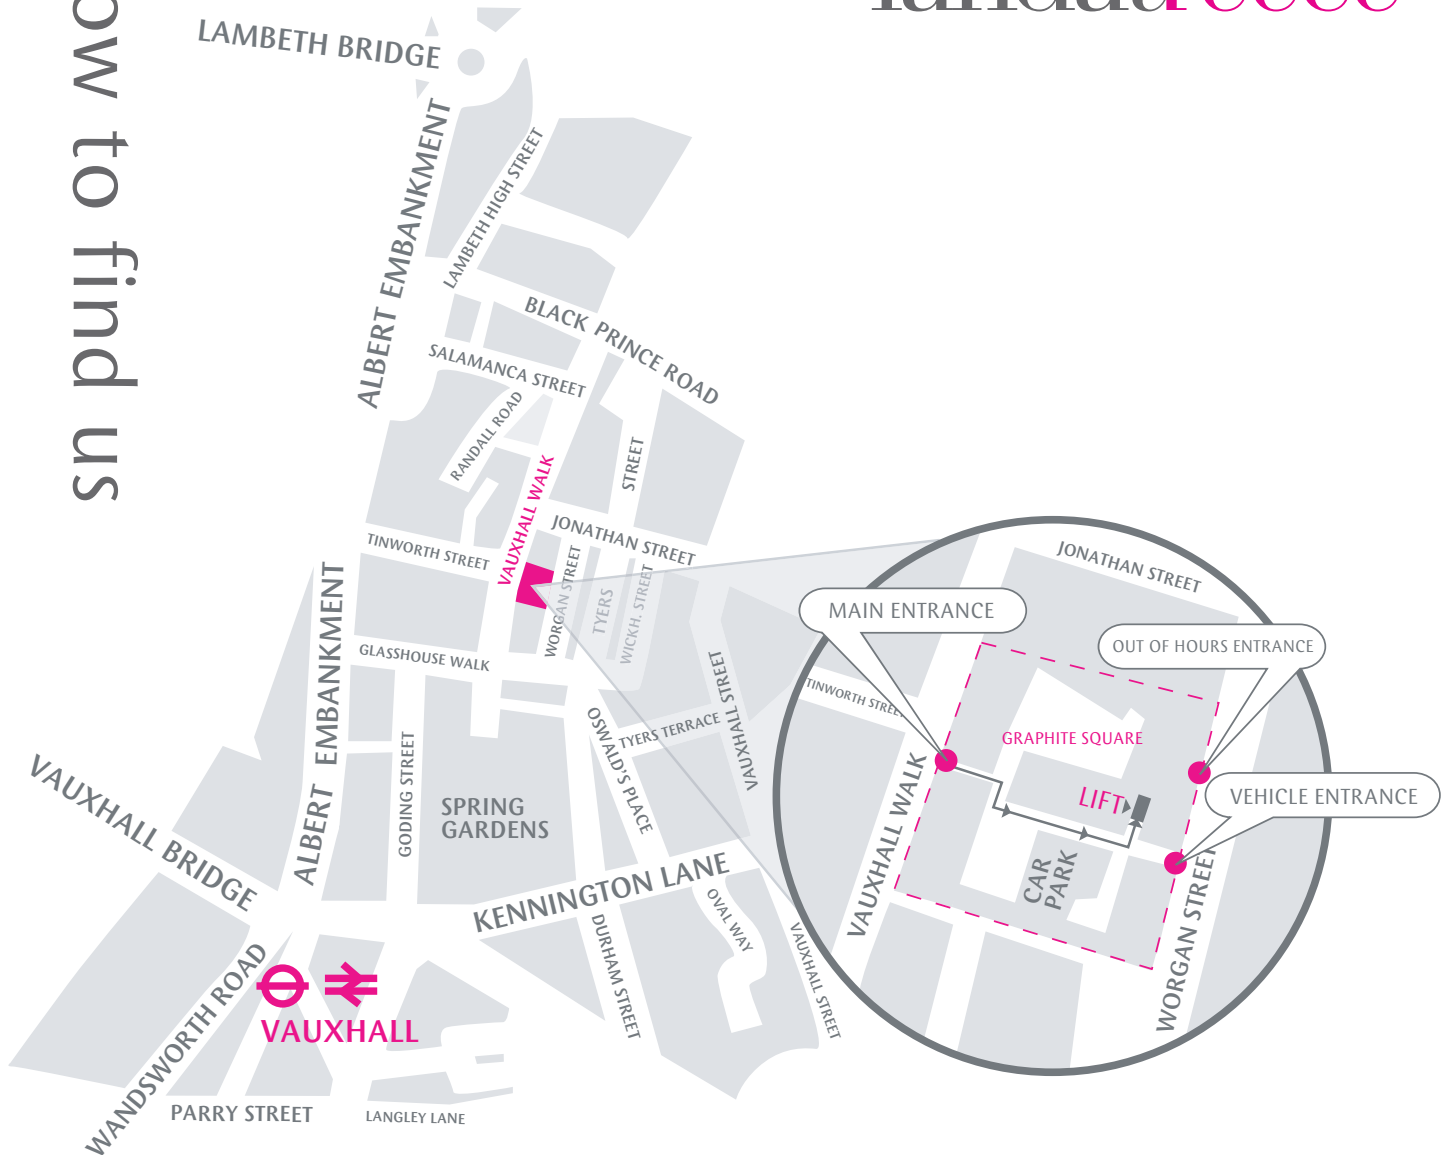 to find us
LAMBETH BRIDGE
ALBERT EMBANKMENT
LAMBETH HIGH STREET
BLACK PRINCE ROAD
SALAMANCA STREET
RANDALL ROAD
STREET
VAUXHALL WALK
JONATHAN STREET
TINWORTH STREET
WORGAN STREET
TYERS
WICKH. STREET
GLASSHOUSE WALK
ALBERT EMBANKMENT
VAUXHALL STREET
TYERS TERRACE
OSWALD'S PLACE
GODING STREET
SPRING
GARDENS
VAUXHALL BRIDGE
KENNINGTON LANE
OVAL WAY
DURHAM STREET
VAUXHALL STREET
WANDSWORTH ROAD
VAUXHALL
PARRY STREET
LANGLEY LANE
JONATHAN STREET
MAIN ENTRANCE
OUT OF HOURS ENTRANCE
TINWORTH STREET
GRAPHITE SQUARE
VAUXHALL WALK
LIFT
VEHICLE ENTRANCE
CAR
PARK
WORGAN STREET